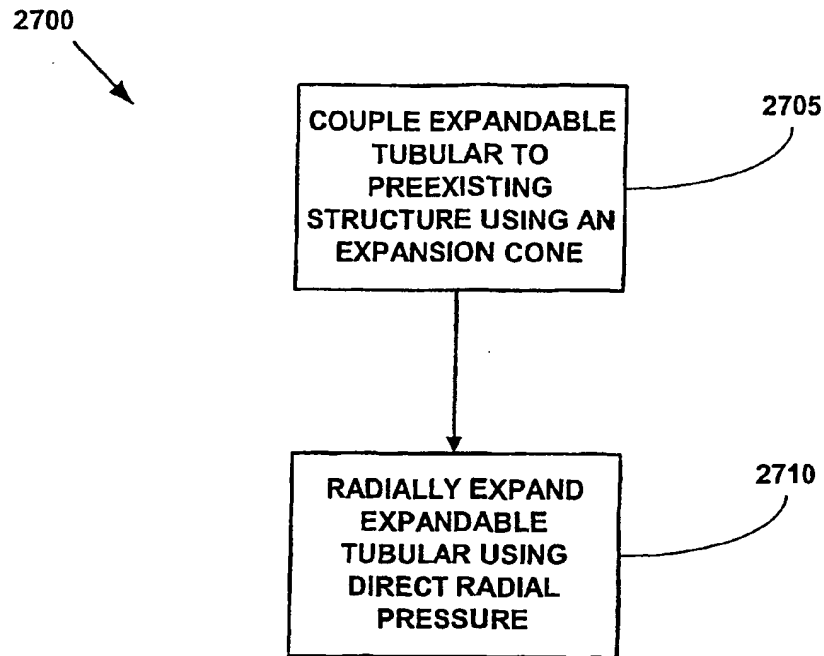 2700
COUPLE EXPANDABLE
TUBULAR TO
PREEXISTING
STRUCTURE USING AN
EXPANSION CONE
2705
RADIALLY EXPAND
EXPANDABLE
TUBULAR USING
DIRECT RADIAL
PRESSURE
2710